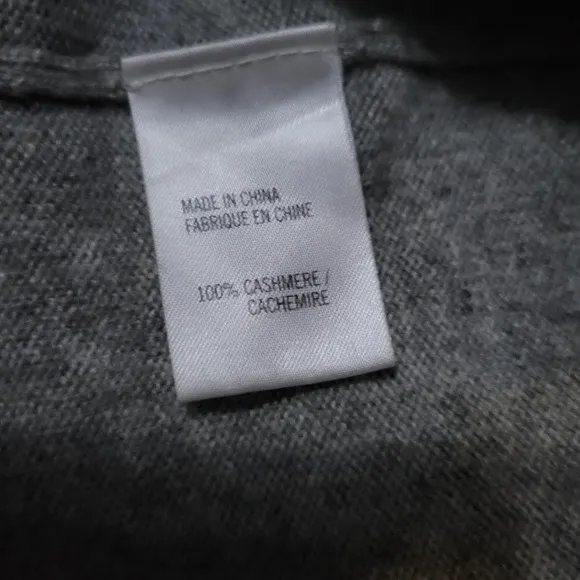 MADE IN CHINA
FABRIQUE EN CHINE
100% CASHMERE /
CACHEMIRE